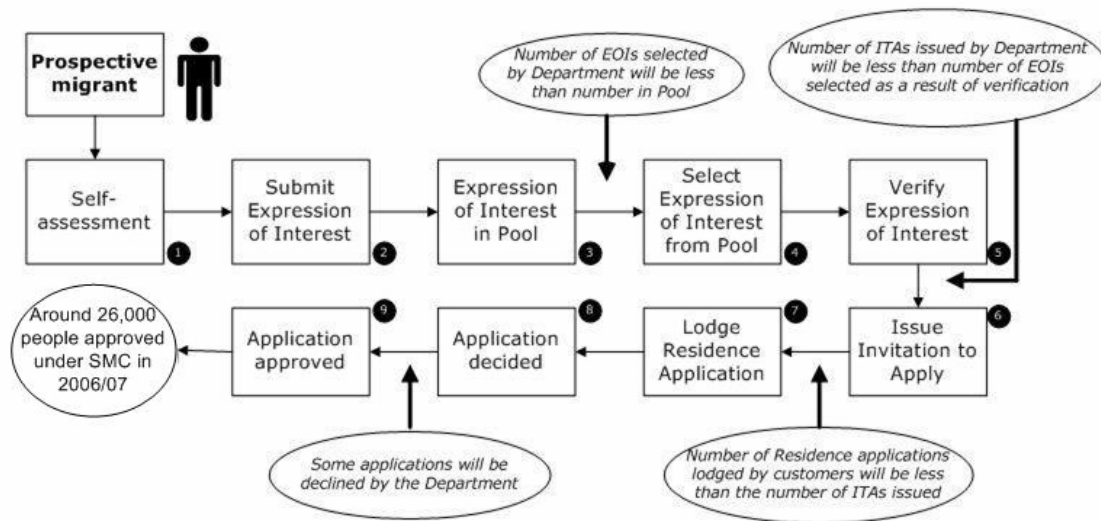 Prospective
migrant
Number of EOIs selected
by Department will be less
than number in Pool
Number of ITAs issued by Department
will be less than number of EOIs
selected as a result of verification
Self-
assessment
1
Submit
Expression
of Interest
2
Expression
of Interest
in Pool
3
Select
Expression
of Interest
from Pool
4
Verify
Expression
of Interest
5
Issue
Invitation to
Apply
6
Lodge
Residence
Application
7
Application
decided
8
Application
approved
9
Around 26,000
people approved
under SMC in
2006/07
Some applications will be
declined by the Department
Number of Residence applications
lodged by customers will be less
than the number of ITAs issued